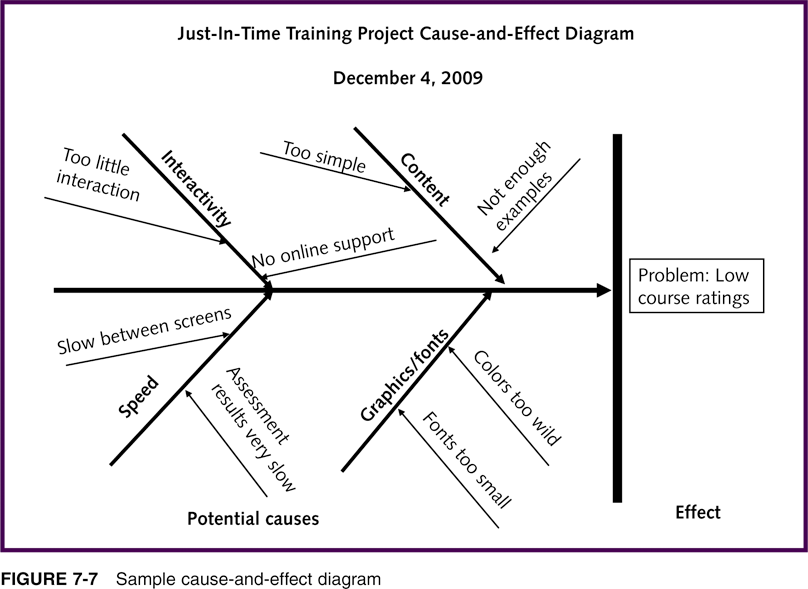 Just-In-Time Training Project Cause-and-Effect Diagram
December 4, 2009
Too little
interaction
Interactivity
Too simple
Content
Not enough
examples
No online support
Problem: Low
course ratings
Slow between screens
Speed
Assessment
results very slow
Graphics/fonts
Colors too wild
Fonts too small
Potential causes
Effect
FIGURE 7-7 Sample cause-and-effect diagram